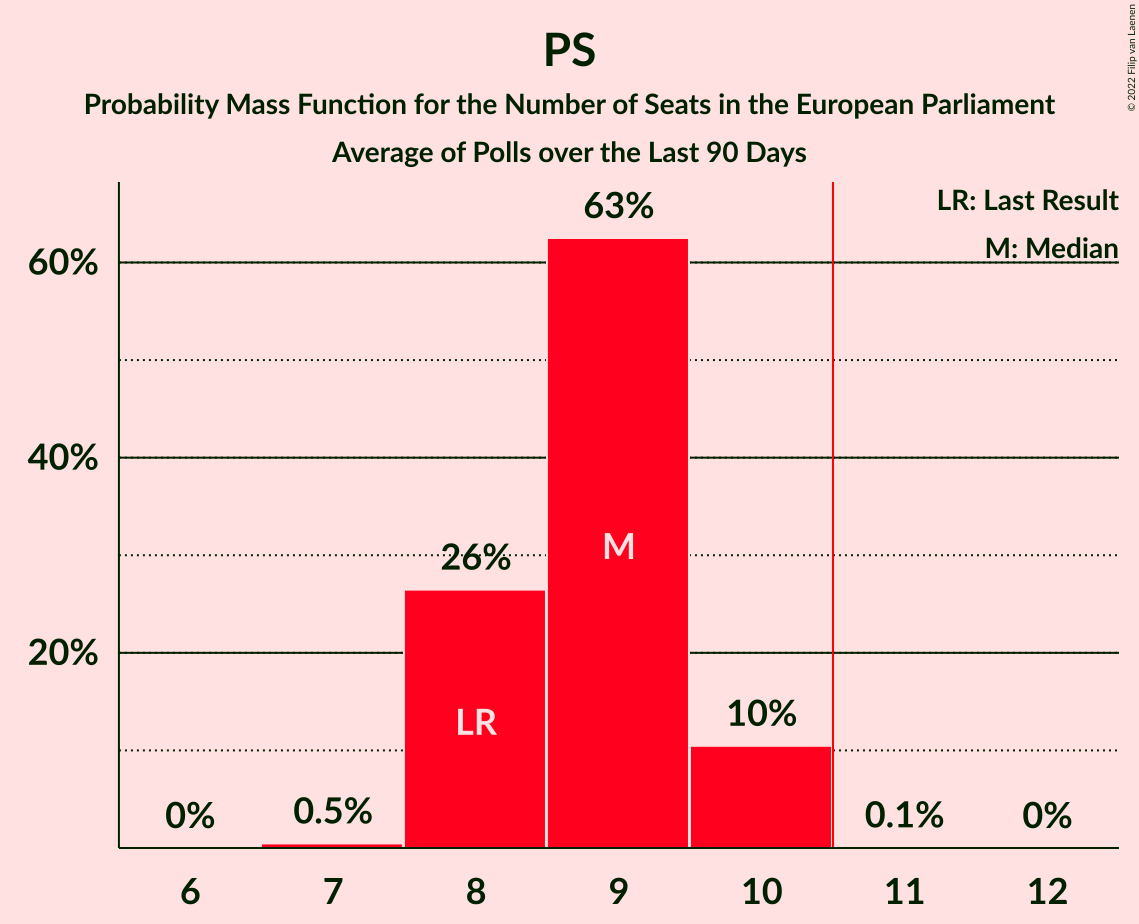 PS
Probability Mass Function for the Number of Seats in the European Parliament
Average of Polls over the Last 90 Days
© 2022 Filip van Laenen
LR: Last Result
M: Median
63%
60%
40%
26%
M
20%
LR
10%
0%
0.5%
0.1%
0%
6 7 8 9 10 11 12